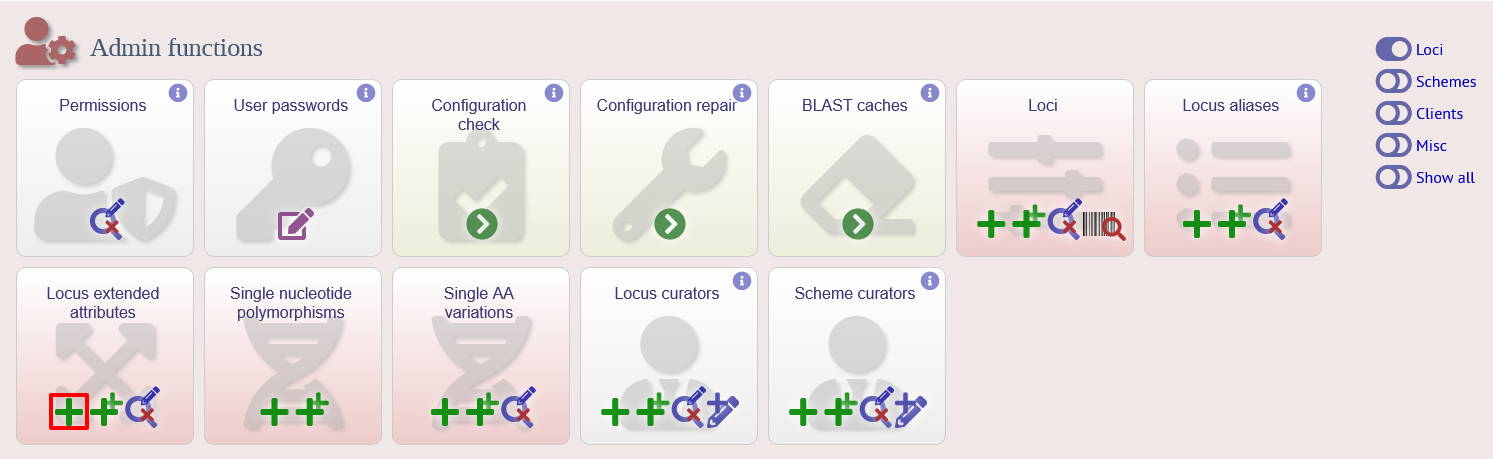 Admin functions
Loci
Schemes
Clients
Misc
Show all
Permissions
User passwords
Configuration
check
Configuration repair
BLAST caches
Loci
Locus aliases
Locus extended
attributes
Single nucleotide
polymorphisms
Single AA
variations
Locus curators
Scheme curators